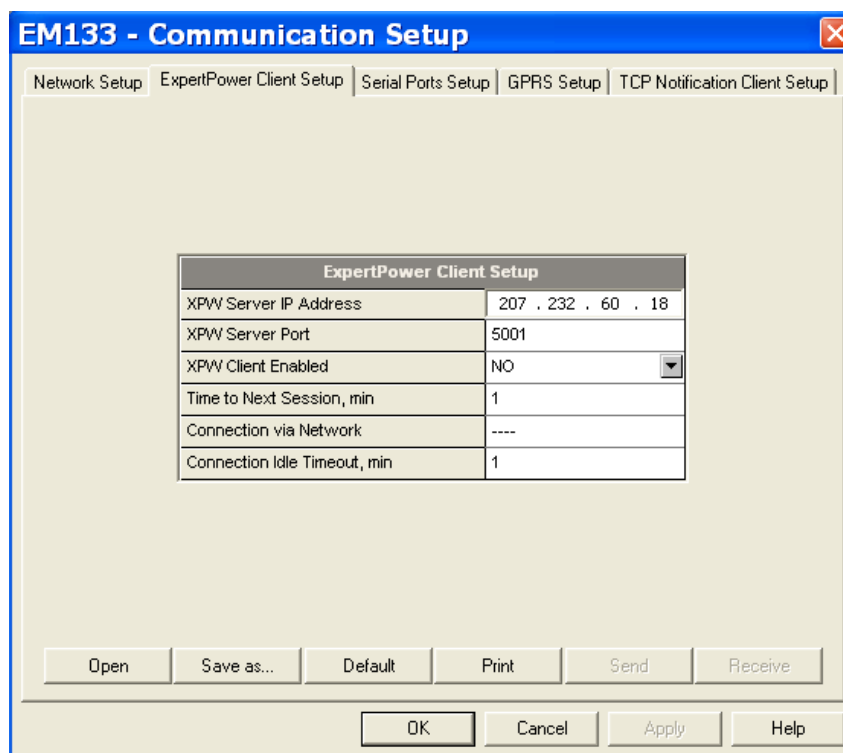 EM133 - Communication Setup
Network Setup ExpertPower Client Setup Serial Ports Setup GPRS Setup TCP Notification Client Setup
ExpertPower Client Setup
XPW Server IP Address 207 . 232 . 60 . 18
XPW Server Port 5001
XPW Client Enabled NO
Time to Next Session, min 1
Connection via Network ----
Connection Idle Timeout, min 1
Open Save as... Default Print Send Receive
OK Cancel Apply Help